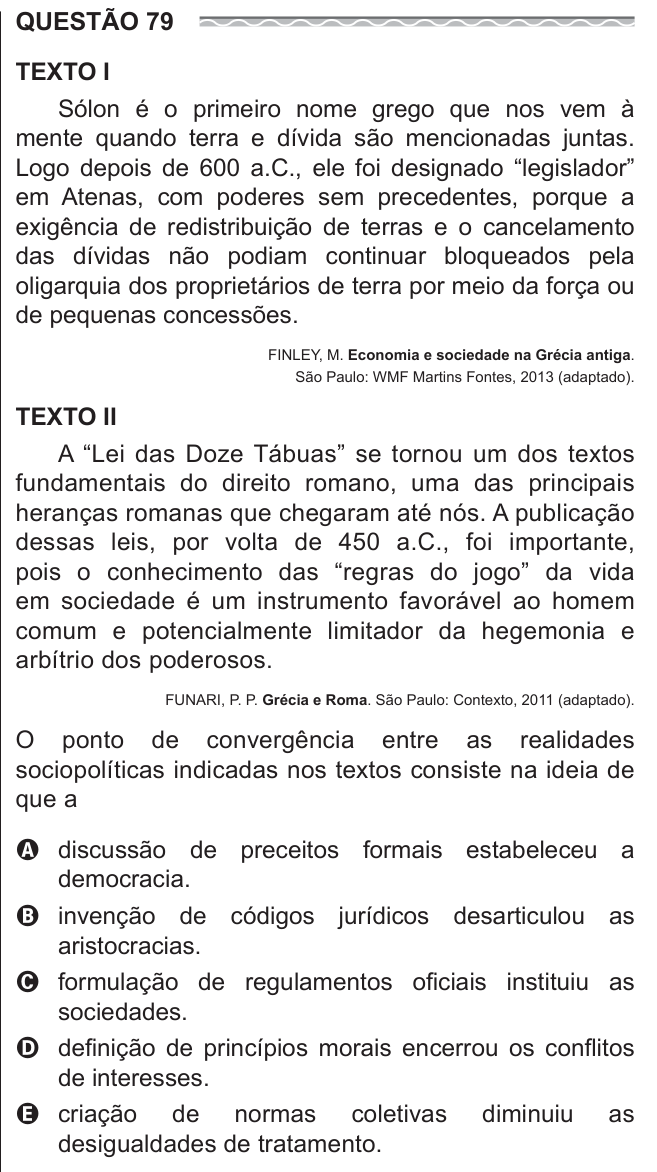 QUESTÃO 79
TEXTO I
Sólon é o primeiro nome grego que nos vem à
mente quando terra e dívida são mencionadas juntas.
Logo depois de 600 a.C., ele foi designado “legislador”
em Atenas, com poderes sem precedentes, porque a
exigência de redistribuição de terras e o cancelamento
das dívidas não podiam continuar bloqueados pela
oligarquia dos proprietários de terra por meio da força ou
de pequenas concessões.
FINLEY, M. Economia e sociedade na Grécia antiga.
São Paulo: WMF Martins Fontes, 2013 (adaptado).
TEXTO II
A “Lei das Doze Tábuas” se tornou um dos textos
fundamentais do direito romano, uma das principais
heranças romanas que chegaram até nós. A publicação
dessas leis, por volta de 450 a.C., foi importante,
pois o conhecimento das “regras do jogo” da vida
em sociedade é um instrumento favorável ao homem
comum e potencialmente limitador da hegemonia e
arbítrio dos poderosos.
FUNARI, P. P. Grécia e Roma. São Paulo: Contexto, 2011 (adaptado).
O ponto de convergência entre as realidades
sociopolíticas indicadas nos textos consiste na ideia de
que a
A discussão de preceitos formais estabeleceu a
democracia.
B invenção de códigos jurídicos desarticulou as
aristocracias.
C formulação de regulamentos oficiais instituiu as
sociedades.
D definição de princípios morais encerrou os conflitos
de interesses.
E criação de normas coletivas diminuiu as
desigualdades de tratamento.